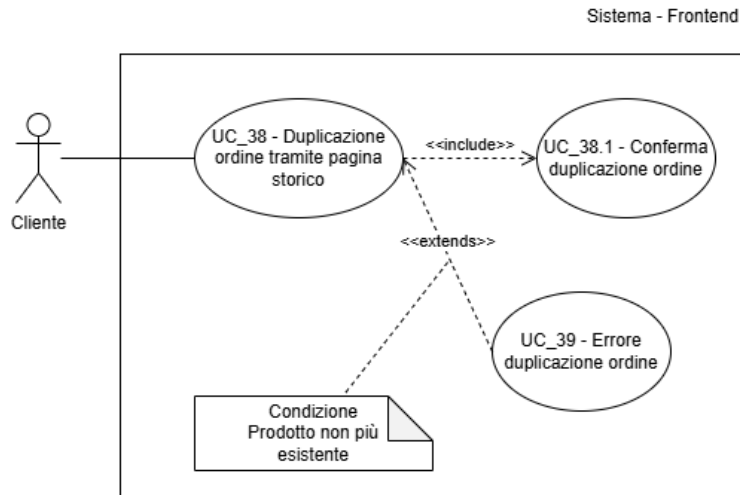 Sistema - Frontend
UC_38 - Duplicazione
ordine tramite pagina
storico
<<include>>
UC_38.1 - Conferma
duplicazione ordine
Cliente
<<extends>>
UC_39 - Errore
duplicazione ordine
Condizione
Prodotto non più
esistente